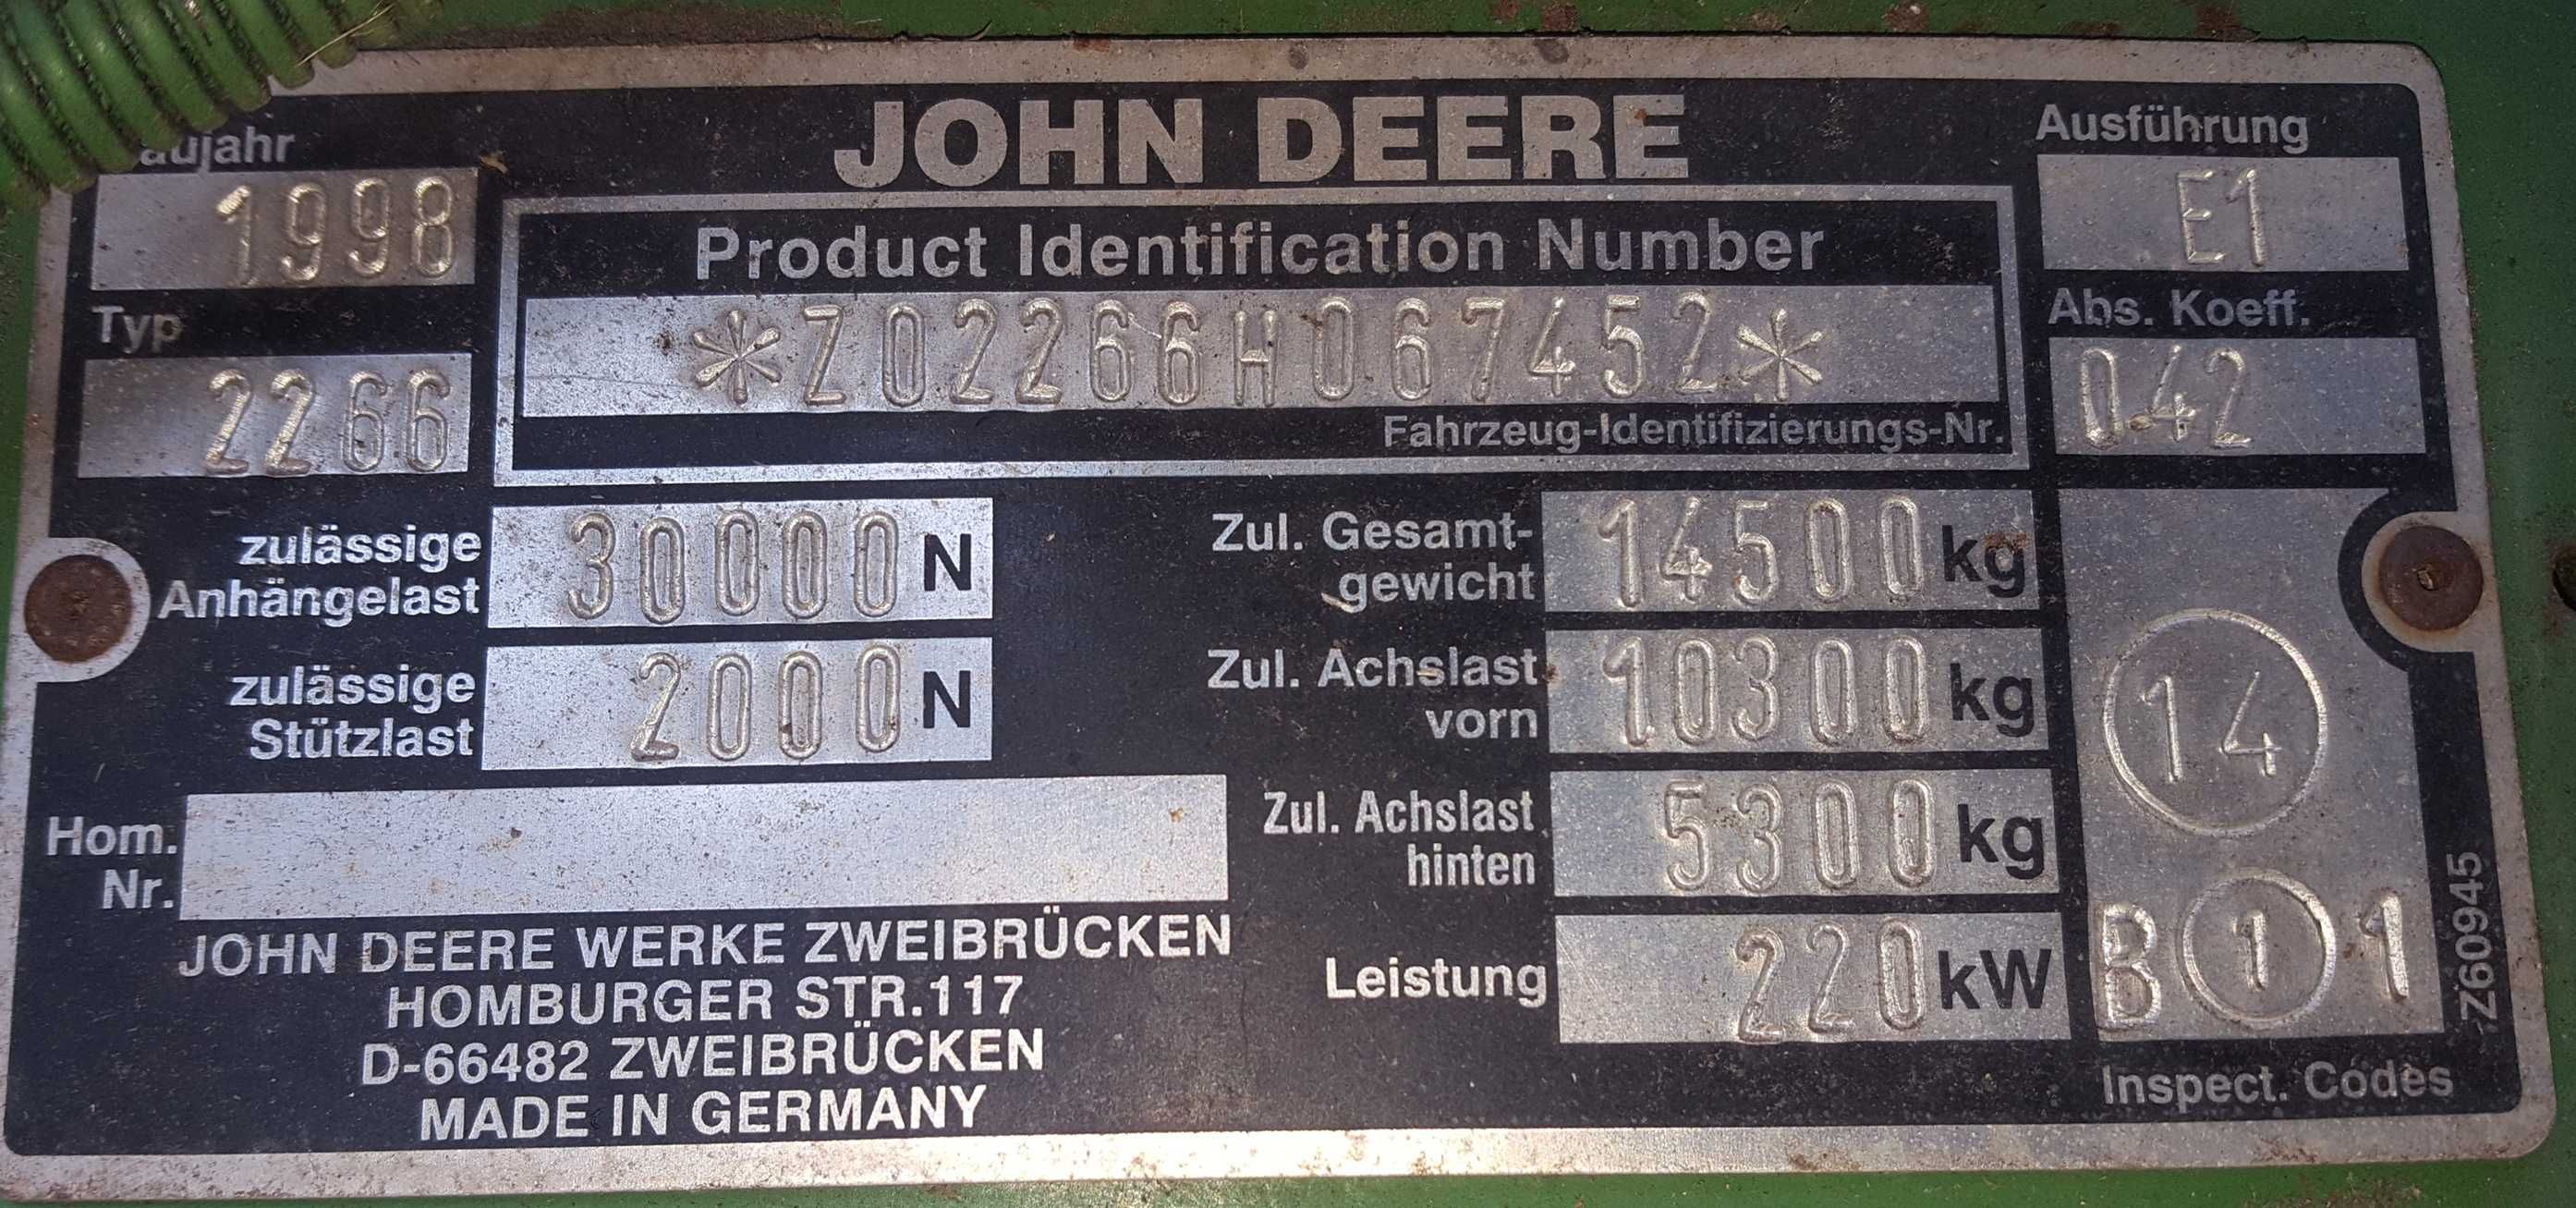 JOHN DEERE
aujahr
1998
Typ
2266
Product Identification Number
*Z02266H067452*
Fahrzeug-Identifizierungs-Nr.
Ausführung
E1
Abs. Koeff.
0.42
zulässige
Anhängelast
30000 N
zulässige
Stützlast
2000 N
Hom.
Nr.
JOHN DEERE WERKE ZWEIBRÜCKEN
HOMBURGER STR.117
D-66482 ZWEIBRÜCKEN
MADE IN GERMANY
Zul. Gesamt-
gewicht
14500 kg
Zul. Achslast
vorn
10300 kg
Zul. Achslast
hinten
5300 kg
Leistung
220 kW
14
B 1 1
Inspect. Codes
Z60945